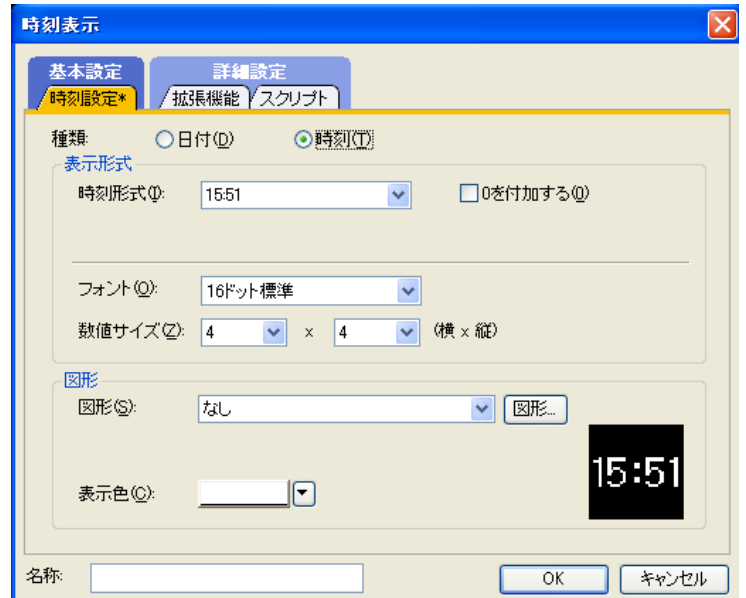 時刻表示
基本設定 詳細設定
時刻設定* 拡張機能 スクリプト
種類: 日付(D) 時刻(T)
表示形式
時刻形式(I): 15:51 0を付加する(0)
フォント(O): 16ドット標準
数値サイズ(Z): 4 x 4 (横 x 縦)
図形
図形(S): なし 図形...
15:51
表示色(C):
名称: OK キャンセル